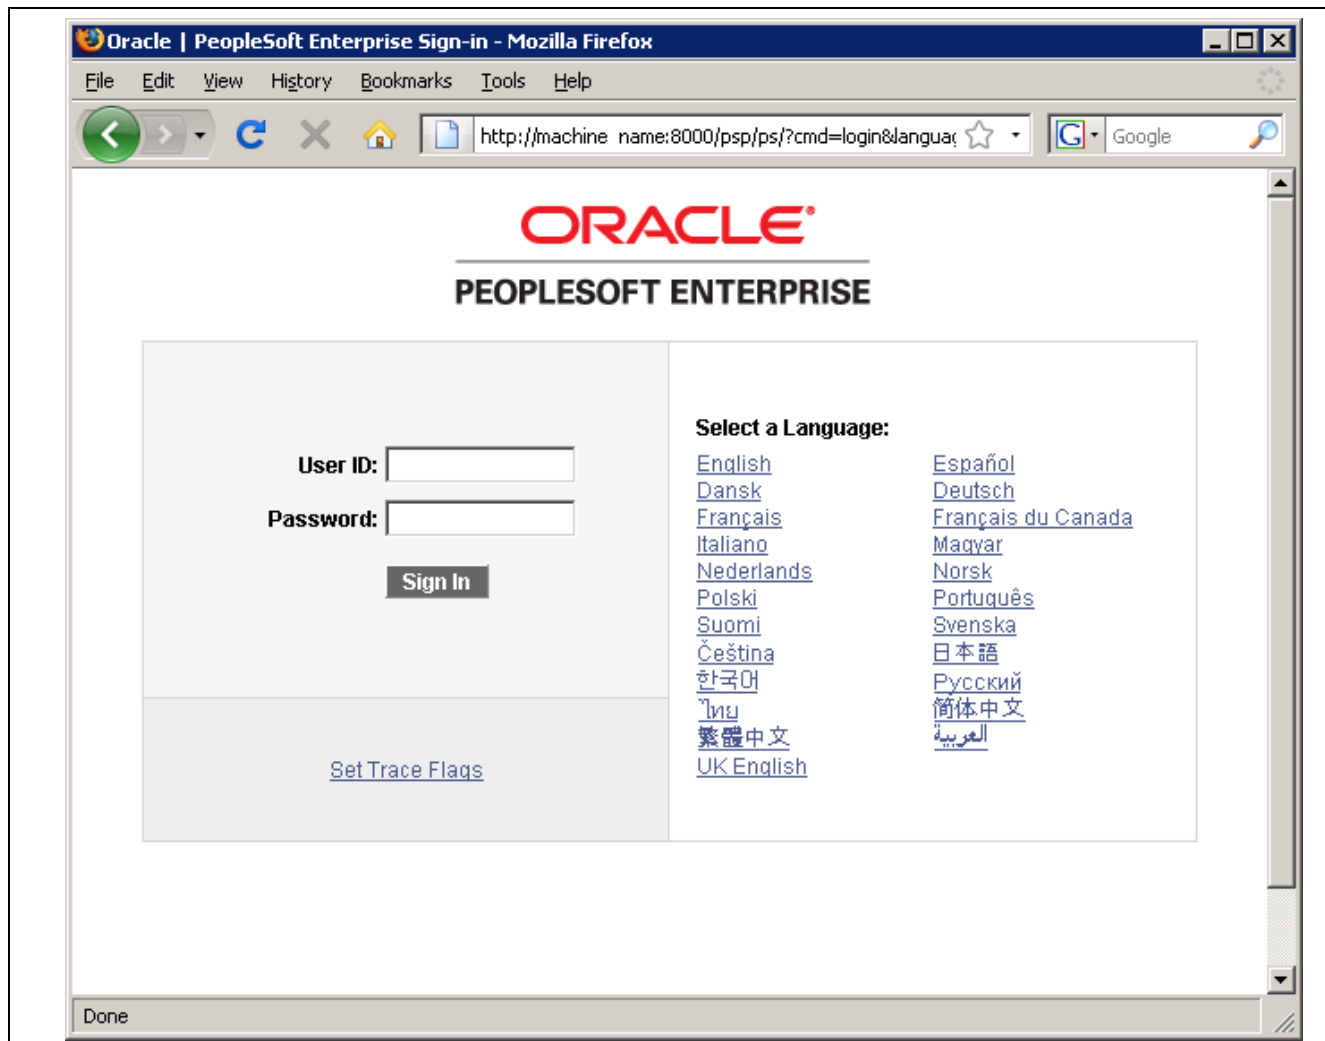 Oracle | PeopleSoft Enterprise Sign-in - Mozilla Firefox
File Edit View History Bookmarks Tools Help
http://machine name:8000/psp/ps/?cmd=login&languag G Google
ORACLE®
PEOPLESOFT ENTERPRISE
User ID:
Password:
Sign In
Set Trace Flags
Select a Language:
English Español
Dansk Deutsch
Français Français du Canada
Italiano Magyar
Nederlands Norsk
Polski Português
Suomi Svenska
Čeština 日本語
한국어 Русский
ไทย 简体中文
繁體中文 العربية
UK English
Done